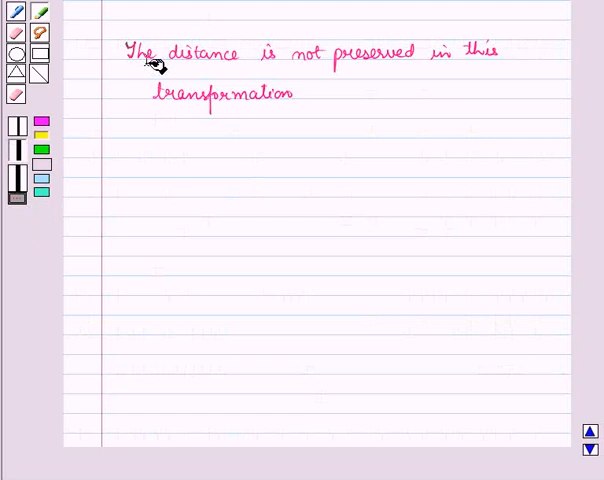 The distance is not preserved in this
transformation